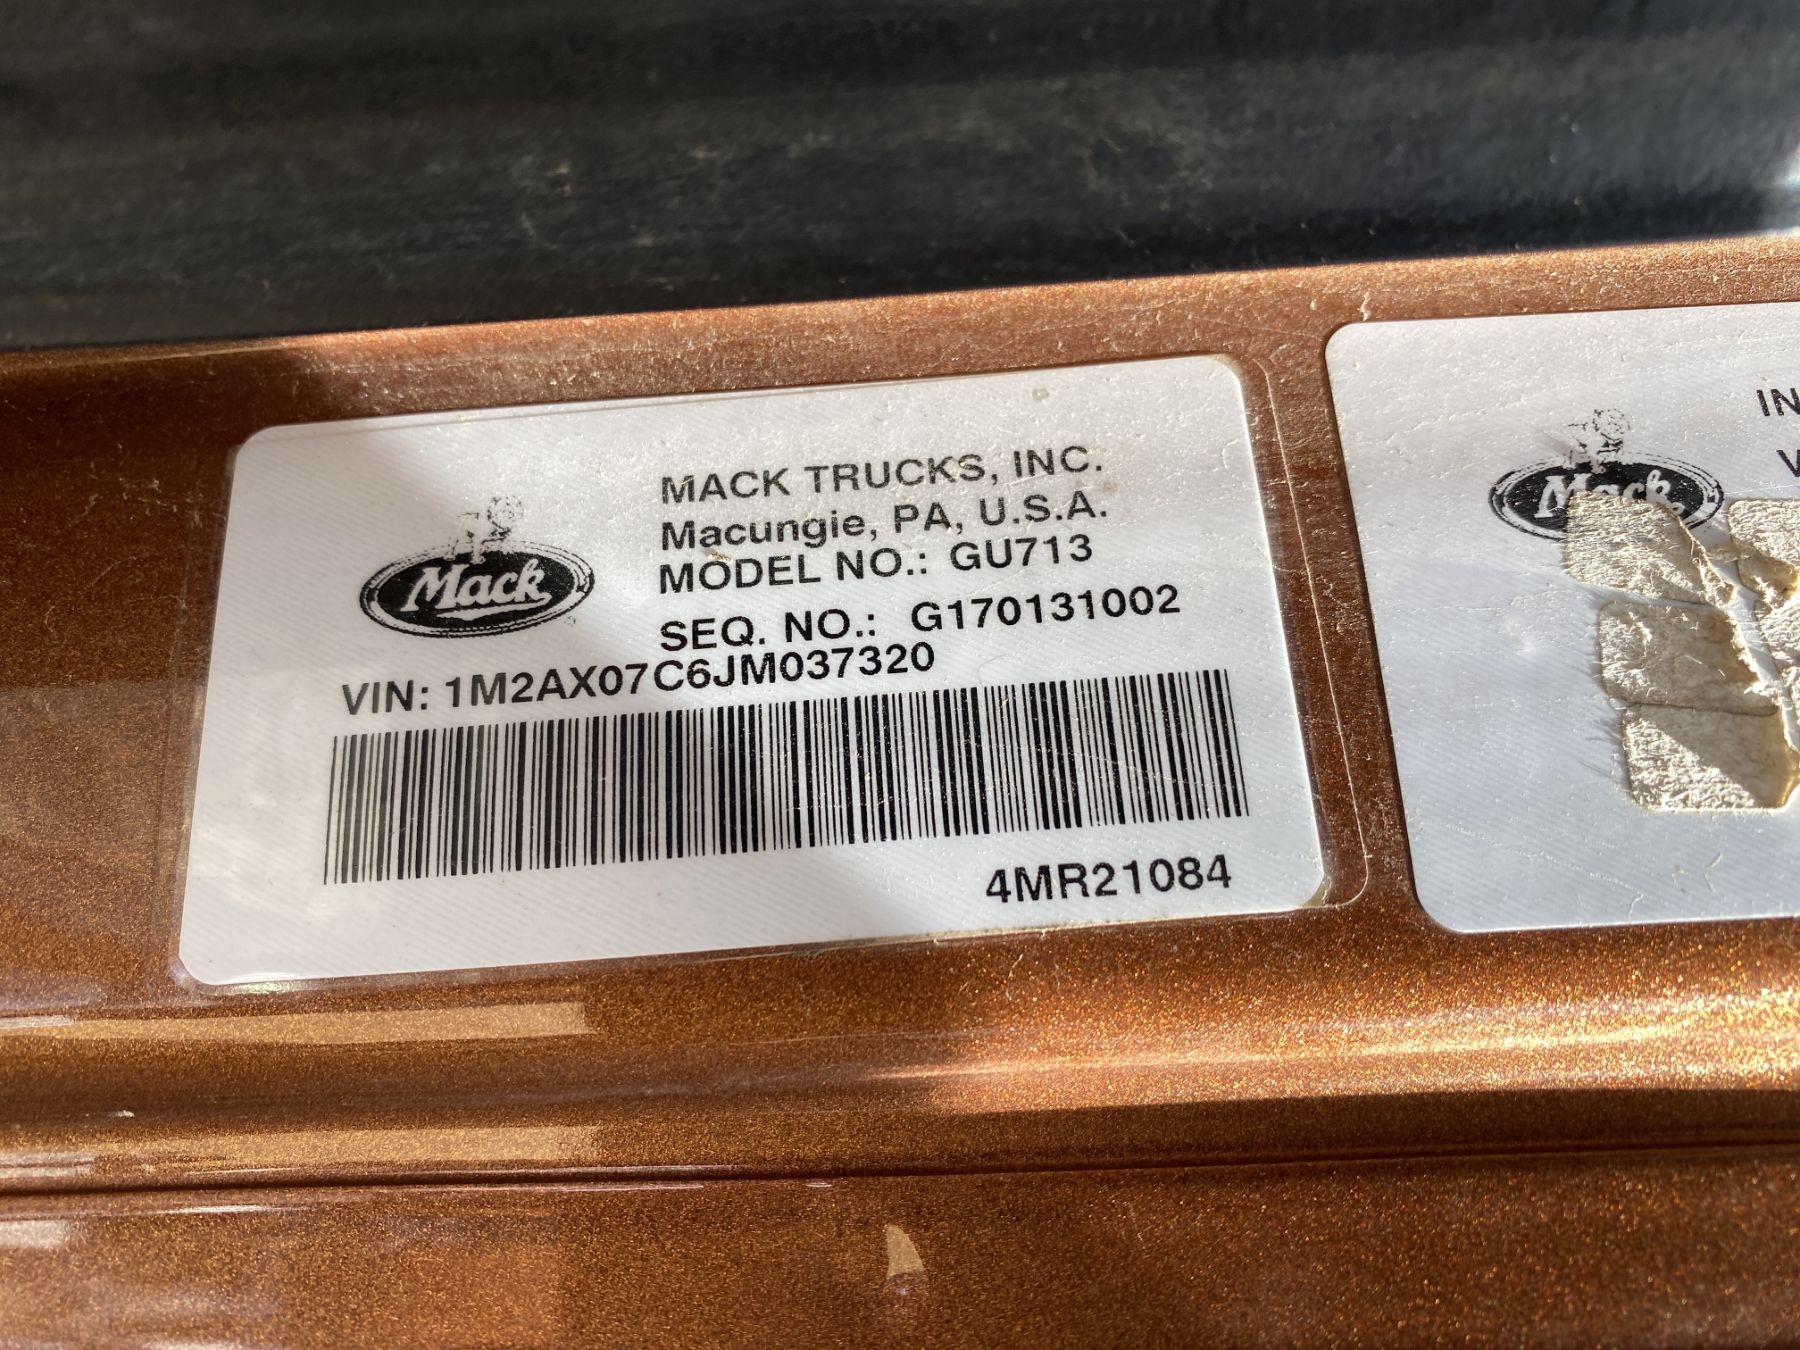 MACK TRUCKS, INC.
Macungie, PA, U.S.A.
MODEL NO.: GU713
SEQ. NO.: G170131002
VIN: 1M2AX07C6JM037320
4MR21084
Mack
Mack
IN
V